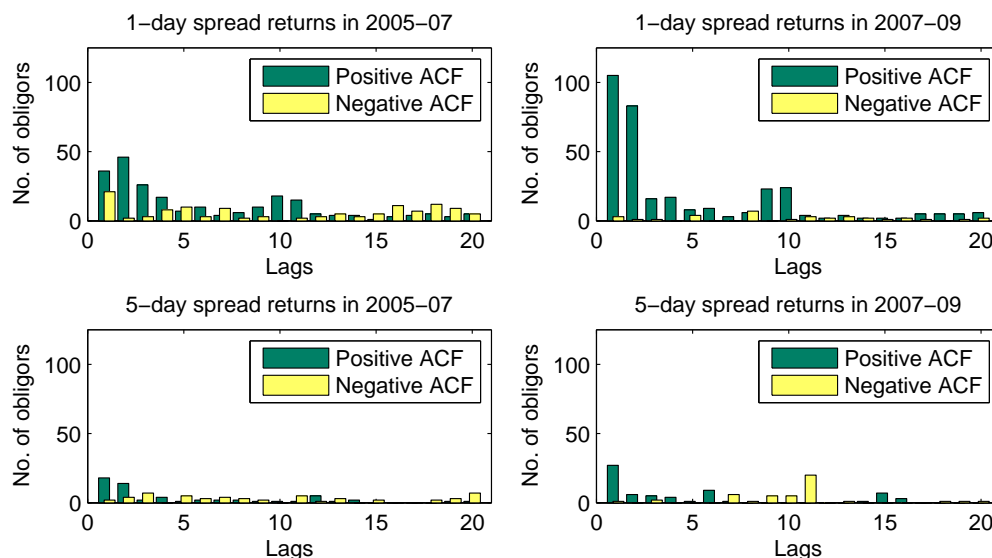 1−day spread returns in 2005−07
No. of obligors
100
50
0
Positive ACF
Negative ACF
0 5 10 15 20
Lags
1−day spread returns in 2007−09
No. of obligors
100
50
0
Positive ACF
Negative ACF
0 5 10 15 20
Lags
5−day spread returns in 2005−07
No. of obligors
100
50
0
Positive ACF
Negative ACF
0 5 10 15 20
Lags
5−day spread returns in 2007−09
No. of obligors
100
50
0
Positive ACF
Negative ACF
0 5 10 15 20
Lags